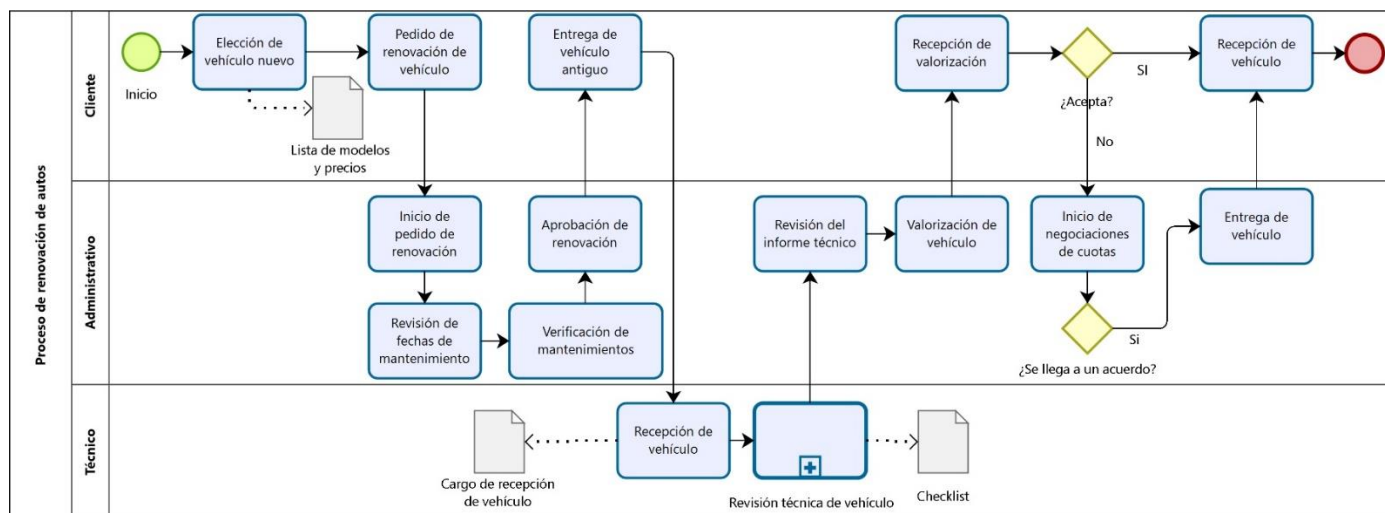 Proceso de renovación de autos
Cliente
Inicio
Elección de
vehículo nuevo
Lista de modelos
y precios
Pedido de
renovación de
vehículo
Entrega de
vehículo
antiguo
Recepción de
valorización
¿Acepta?
SI
No
Recepción de
vehículo
Administrativo
Inicio de
pedido de
renovación
Revisión de
fechas de
mantenimiento
Verificación de
mantenimientos
Aprobación de
renovación
Revisión del
informe técnico
Valorización de
vehículo
Inicio de
negociaciones
de cuotas
¿Se llega a un acuerdo?
Si
Entrega de
vehículo
Técnico
Cargo de recepción
de vehículo
Recepción de
vehículo
Revisión técnica de vehículo
Checklist